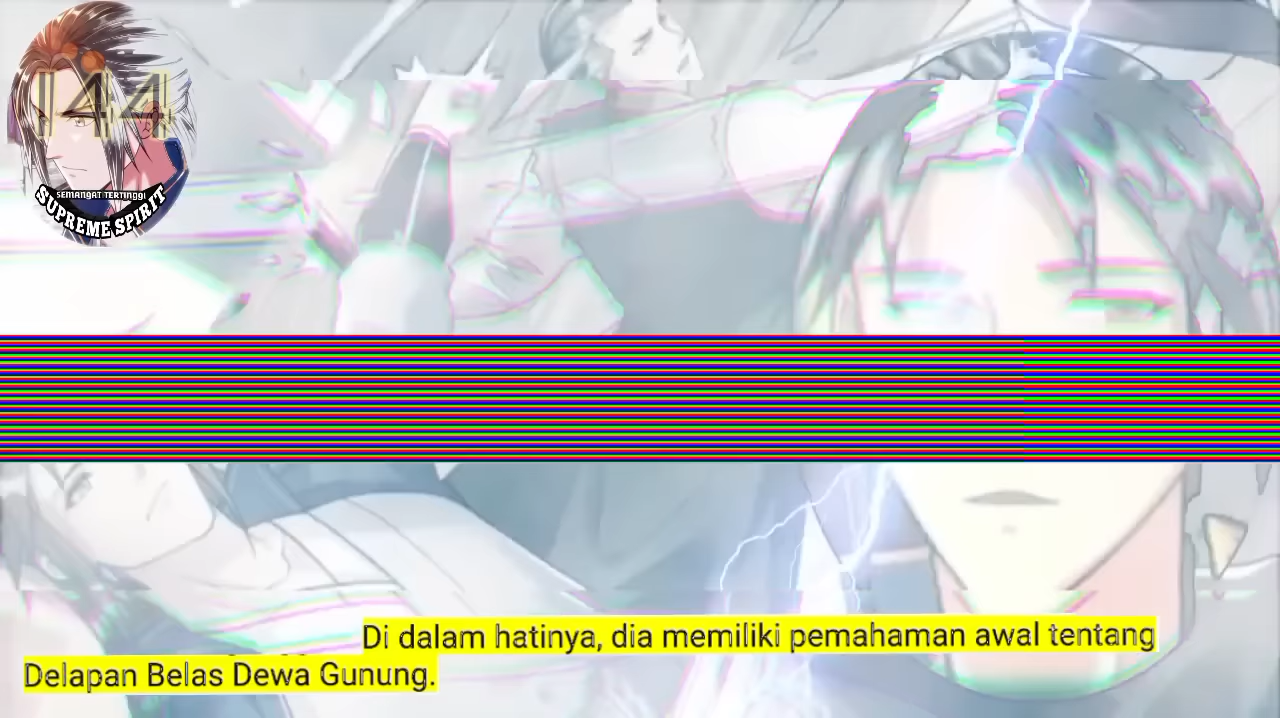 144
SEMANGAT TERTINGGI
SUPREME SPIRIT
Di dalam hatinya, dia memiliki pemahaman awal tentang
Delapan Belas Dewa Gunung.